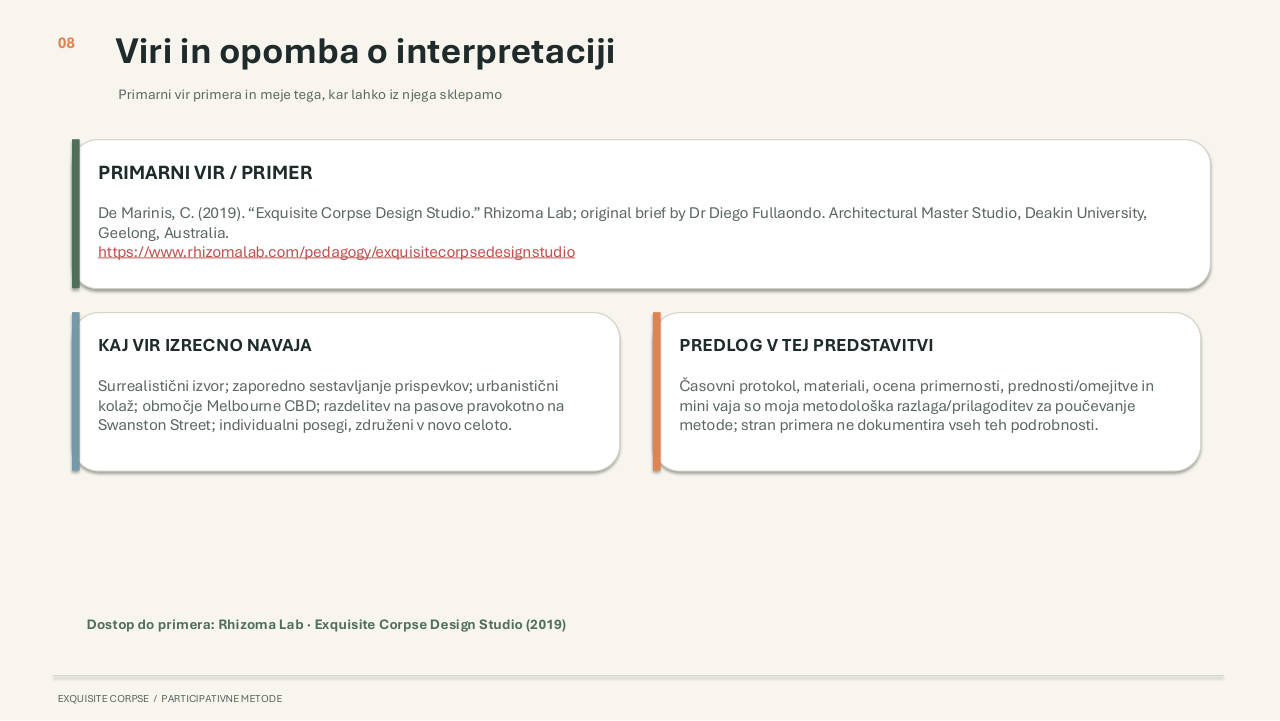 08
Viri in opomba o interpretaciji
Primarni vir primera in meje tega, kar lahko iz njega sklepamo
PRIMARNI VIR / PRIMER
De Marinis, C. (2019). “Exquisite Corpse Design Studio.” Rhizoma Lab; original brief by Dr Diego Fullaondo. Architectural Master Studio, Deakin University,
Geelong, Australia.
https://www.rhizomalab.com/pedagogy/exquisitecorpsedesignstudio
KAJ VIR IZRECNO NAVAJA
Surrealistični izvor; zaporedno sestavljanje prispevkov; urbanistični
kolaž; območje Melbourne CBD; razdelitev na pasove pravokotno na
Swanston Street; individualni posegi, združeni v novo celoto.
PREDLOG V TEJ PREDSTAVITVI
Časovni protokol, materiali, ocena primernosti, prednosti/omejitve in
mini vaja so moja metodološka razlaga/prilagoditev za poučevanje
metode; stran primera ne dokumentira vseh teh podrobnosti.
Dostop do primera: Rhizoma Lab · Exquisite Corpse Design Studio (2019)
EXQUISITE CORPSE / PARTICIPATIVNE METODE